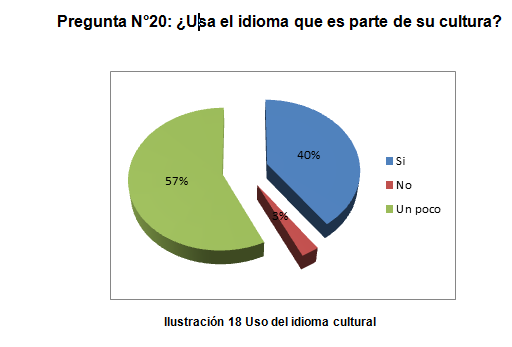 Pregunta N°20: ¿Usa el idioma que es parte de su cultura?
40%
57%
3%
Si
No
Un poco
Ilustración 18 Uso del idioma cultural